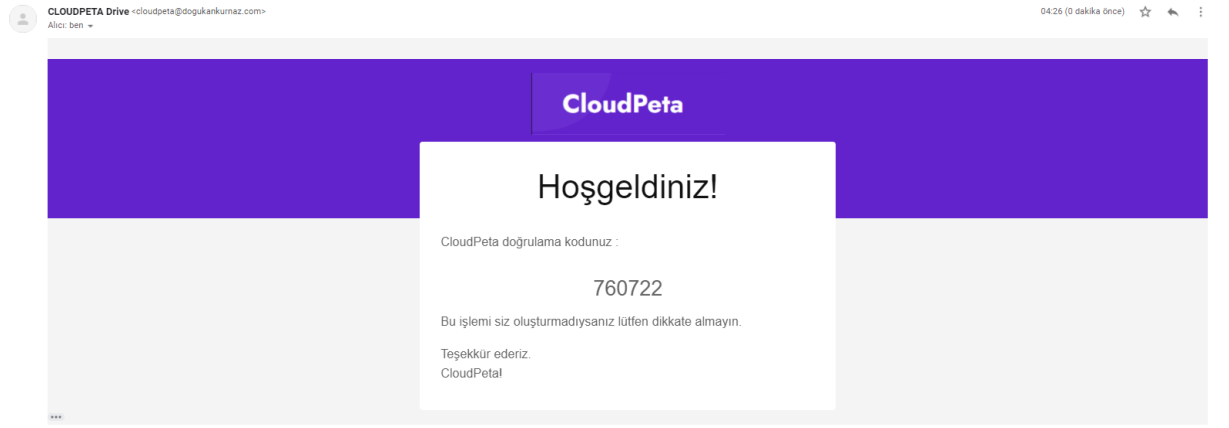 CLOUDPETA Drive <cloudpeta@dogukankurnaz.com>
04:26 (0 dakika önce)
Alıcı: ben
CloudPeta
Hoşgeldiniz!
CloudPeta doğrulama kodunuz :
760722
Bu işlemi siz oluşturmadıysanız lütfen dikkate almayın.
Teşekkür ederiz.
CloudPeta!